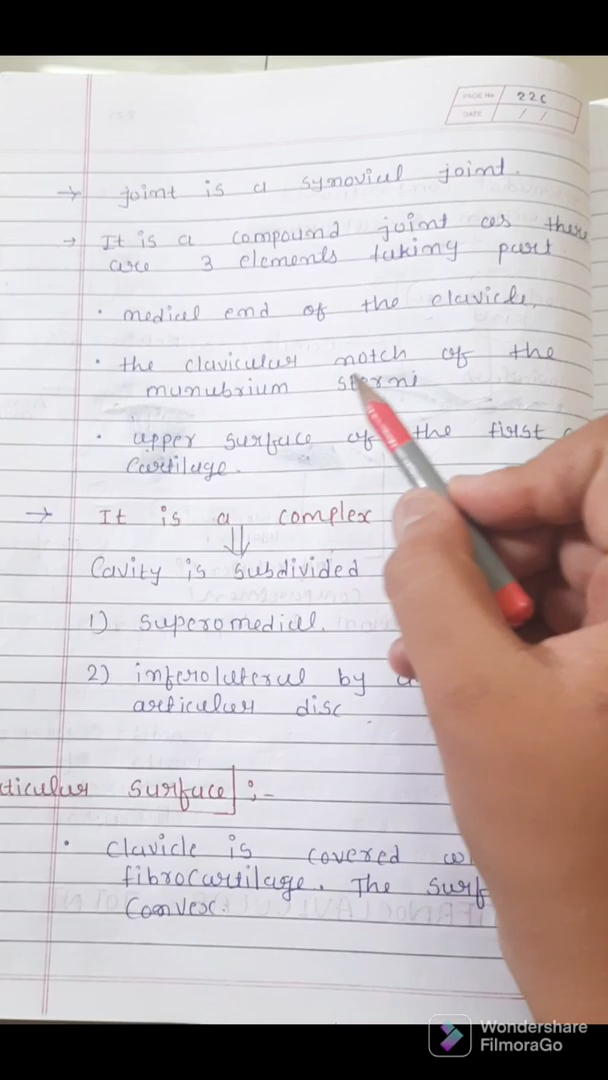 PAGE No. 226
DATE / /
→ joint is a synovial joint.
→ It is a compound joint as there
are 3 elements taking part
• medial end of the clavicle.
• the clavicular notch of the
manubrium sterni
• upper surface of the first
cartilage.
→ It is a complex
Cavity is subdivided
1) superomedial.
2) inferolateral by a
articular disc
rticular surface :-
• Clavicle is covered
fibrocartilage. The surf
Convex.
Wondershare
FilmoraGo